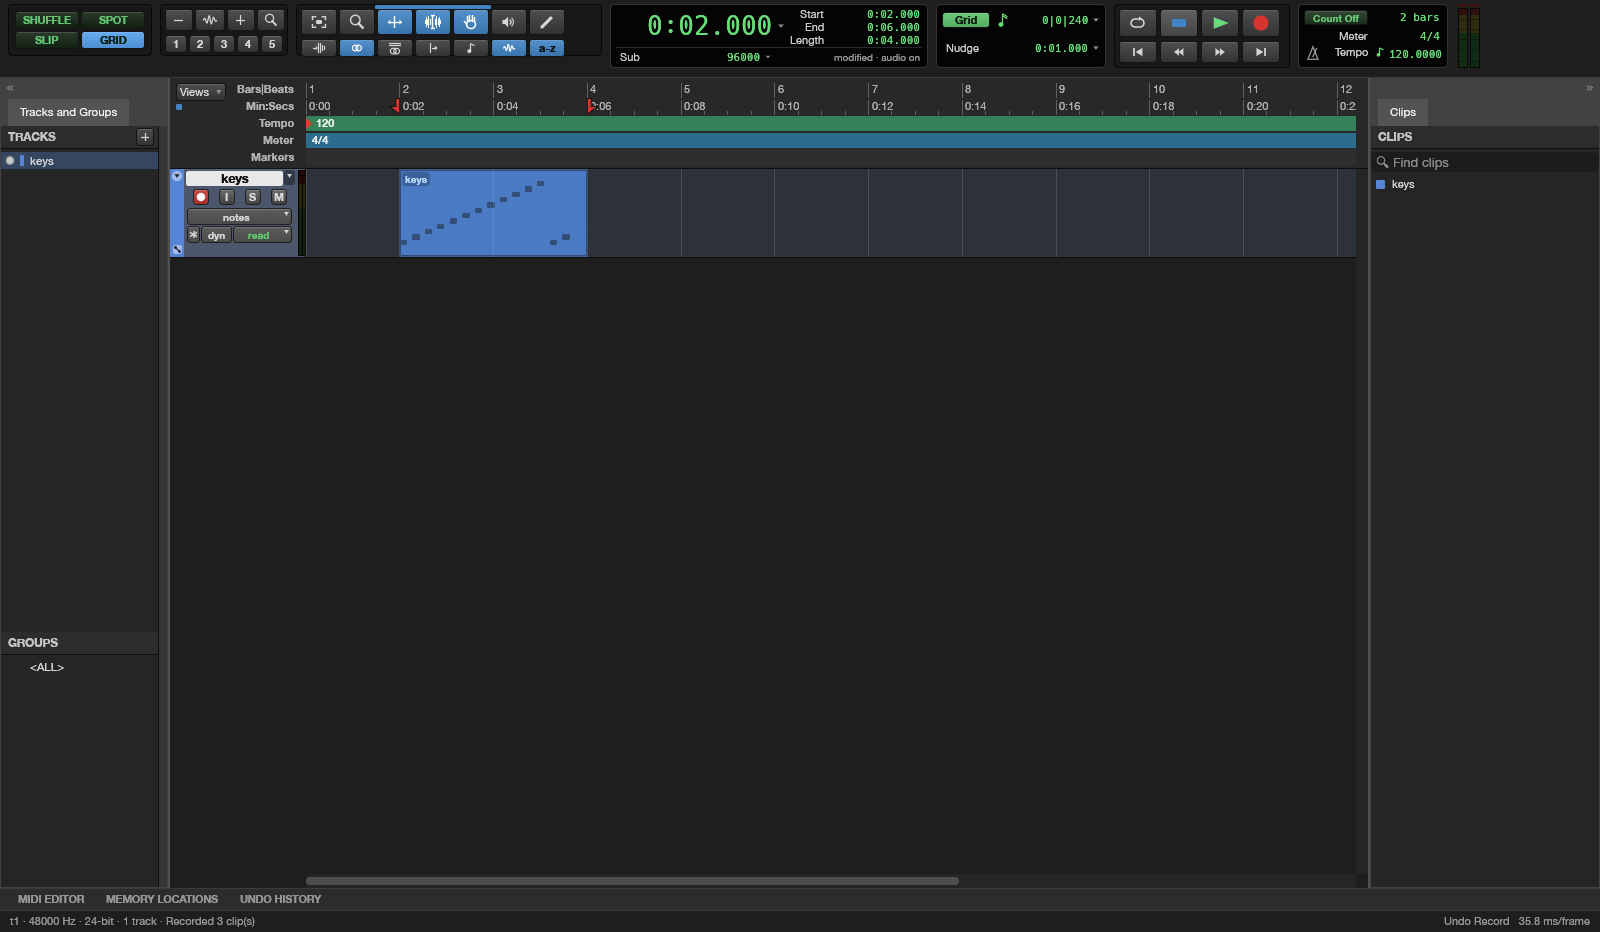 SHUFFLE SPOT
SLIP GRID
1 2 3 4 5
a-z
0:02.000
Start 0:02.000
End 0:06.000
Length 0:04.000
Sub 96000 modified · audio on
Grid 0|0|240
Nudge 0:01.000
Count Off 2 bars
Meter 4/4
Tempo 120.0000
« »
Tracks and Groups
TRACKS +
keys
GROUPS
<ALL>
Views
Bars|Beats 1 2 3 4 5 6 7 8 9 10 11 12
Min:Secs 0:00 0:02 0:04 0:06 0:08 0:10 0:12 0:14 0:16 0:18 0:20 0:2
Tempo 120
Meter 4/4
Markers
keys
I S M
notes
* dyn read
keys
Clips
CLIPS
Find clips
keys
MIDI EDITOR MEMORY LOCATIONS UNDO HISTORY
t1 · 48000 Hz · 24-bit · 1 track · Recorded 3 clip(s)
Undo Record 35.8 ms/frame